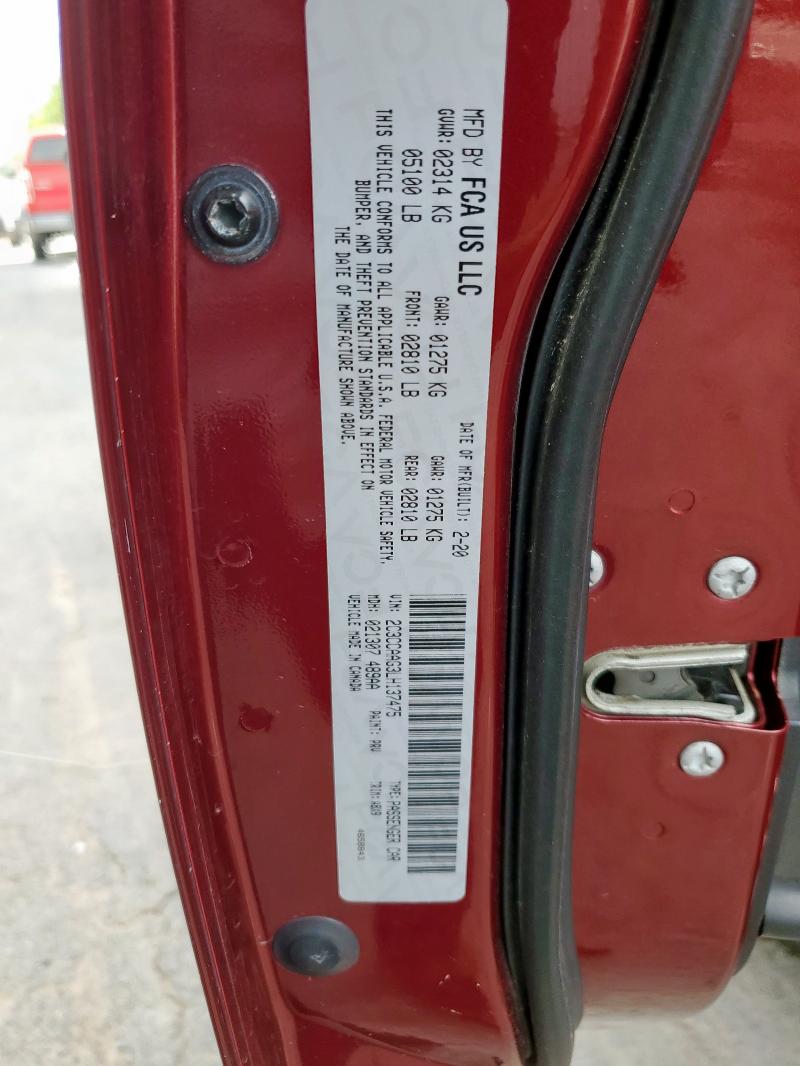 MFD BY FCA US LLC
DATE OF MFR(BUILT): 2-20
GVWR: 02314 KG
GAWR: 01275 KG
GAWR: 01275 KG
05100 LB
FRONT: 02810 LB
REAR: 02810 LB
THIS VEHICLE CONFORMS TO ALL APPLICABLE U.S.A. FEDERAL MOTOR VEHICLE SAFETY,
BUMPER, AND THEFT PREVENTION STANDARDS IN EFFECT ON
THE DATE OF MANUFACTURE SHOWN ABOVE.
VIN: 2C3CCAAG3LH137475
TYPE: PASSENGER CAR
MDH: 021307 489AA
PAINT: PRV
TRIM: A8X9
VEHICLE MADE IN CANADA
4658843